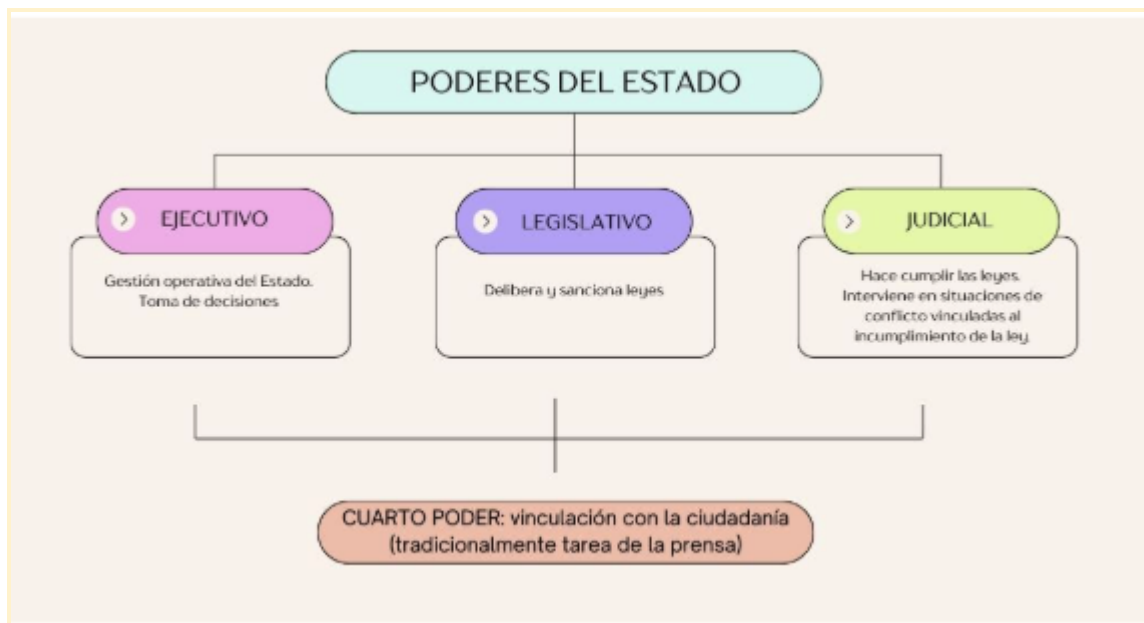 PODERES DEL ESTADO
EJECUTIVO
Gestión operativa del Estado.
Toma de decisiones
LEGISLATIVO
Delibera y sanciona leyes
JUDICIAL
Hace cumplir las leyes.
Interviene en situaciones de
conflicto vinculadas al
incumplimiento de la ley.
CUARTO PODER: vinculación con la ciudadanía
(tradicionalmente tarea de la prensa)